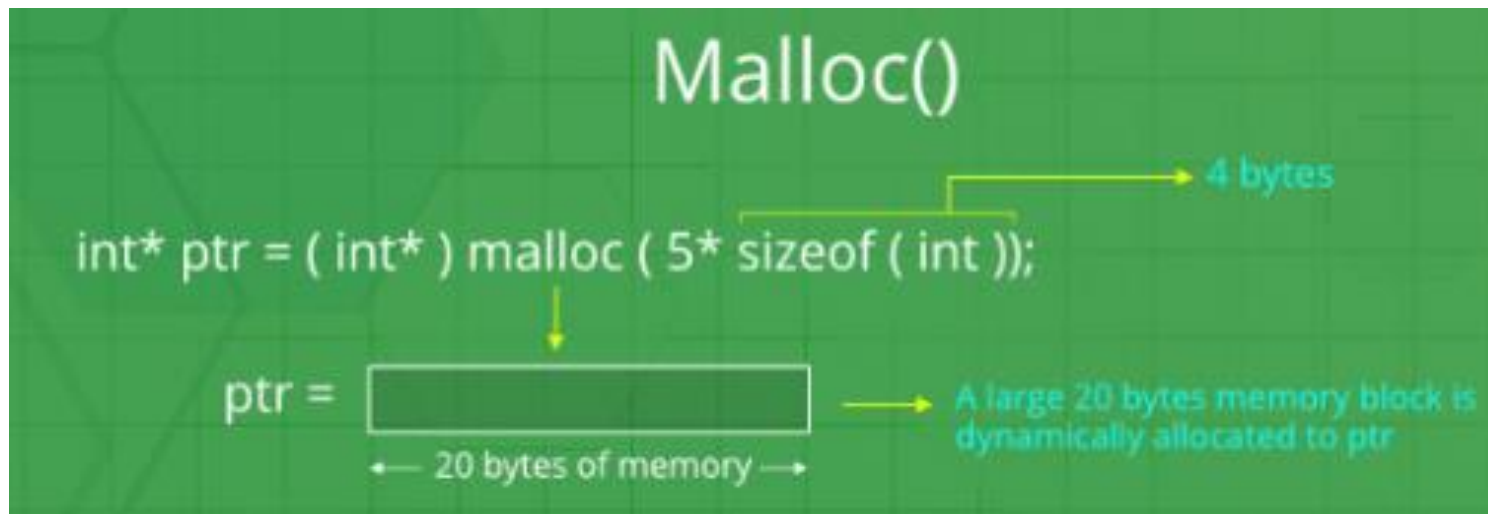 Malloc()
4 bytes
int* ptr = ( int* ) malloc ( 5* sizeof ( int ));
ptr =
A large 20 bytes memory block is
dynamically allocated to ptr
20 bytes of memory